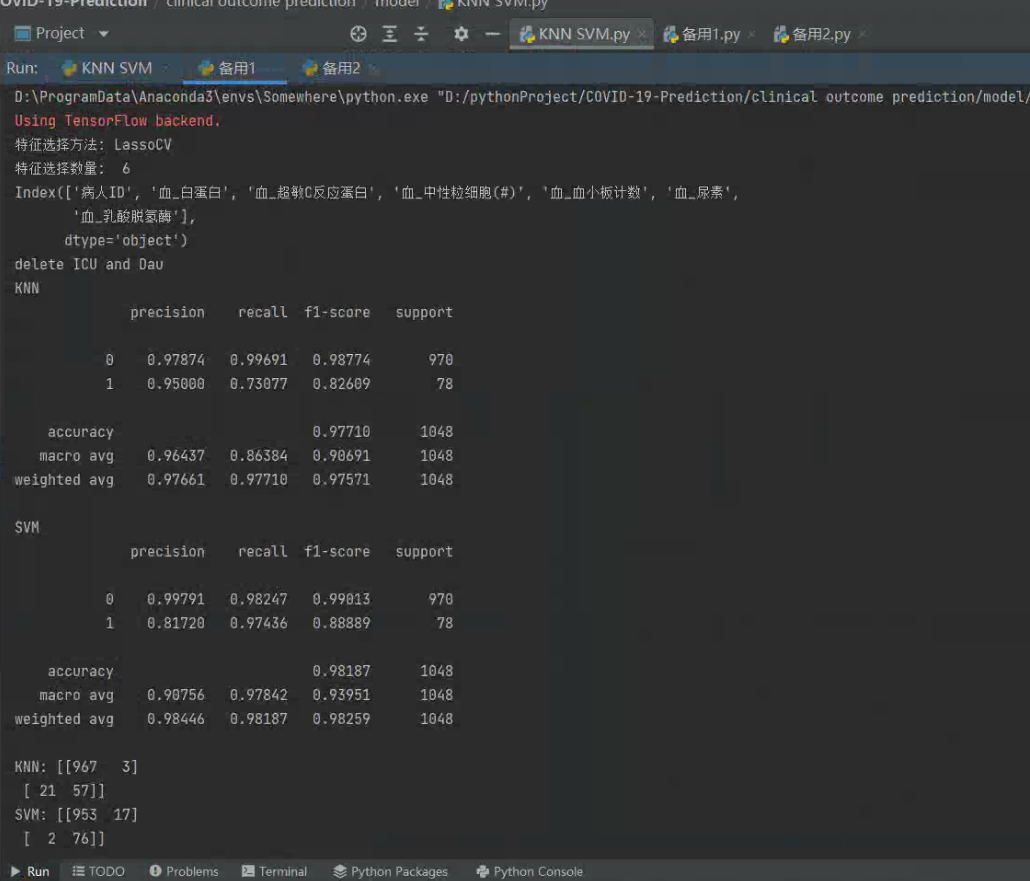 OVID-19-Prediction / clinical outcome prediction / model / KNN SVM.py
Project KNN SVM.py × 备用1.py × 备用2.py ×
Run: KNN SVM × 备用1 × 备用2 ×
D:\ProgramData\Anaconda3\envs\Somewhere\python.exe "D:/pythonProject/COVID-19-Prediction/clinical outcome prediction/model/
Using TensorFlow backend.
特征选择方法: LassoCV
特征选择数量: 6
Index(['病人ID', '血_白蛋白', '血_超敏C反应蛋白', '血_中性粒细胞(#)', '血_血小板计数', '血_尿素',
'血_乳酸脱氢酶'],
dtype='object')
delete ICU and Dau
KNN
precision recall f1-score support
0 0.97874 0.99691 0.98774 970
1 0.95000 0.73077 0.82609 78
accuracy 0.97710 1048
macro avg 0.96437 0.86384 0.90691 1048
weighted avg 0.97661 0.97710 0.97571 1048
SVM
precision recall f1-score support
0 0.99791 0.98247 0.99013 970
1 0.81720 0.97436 0.88889 78
accuracy 0.98187 1048
macro avg 0.90756 0.97842 0.93951 1048
weighted avg 0.98446 0.98187 0.98259 1048
KNN: [[967 3]
[ 21 57]]
SVM: [[953 17]
[ 2 76]]
Run TODO Problems Terminal Python Packages Python Console